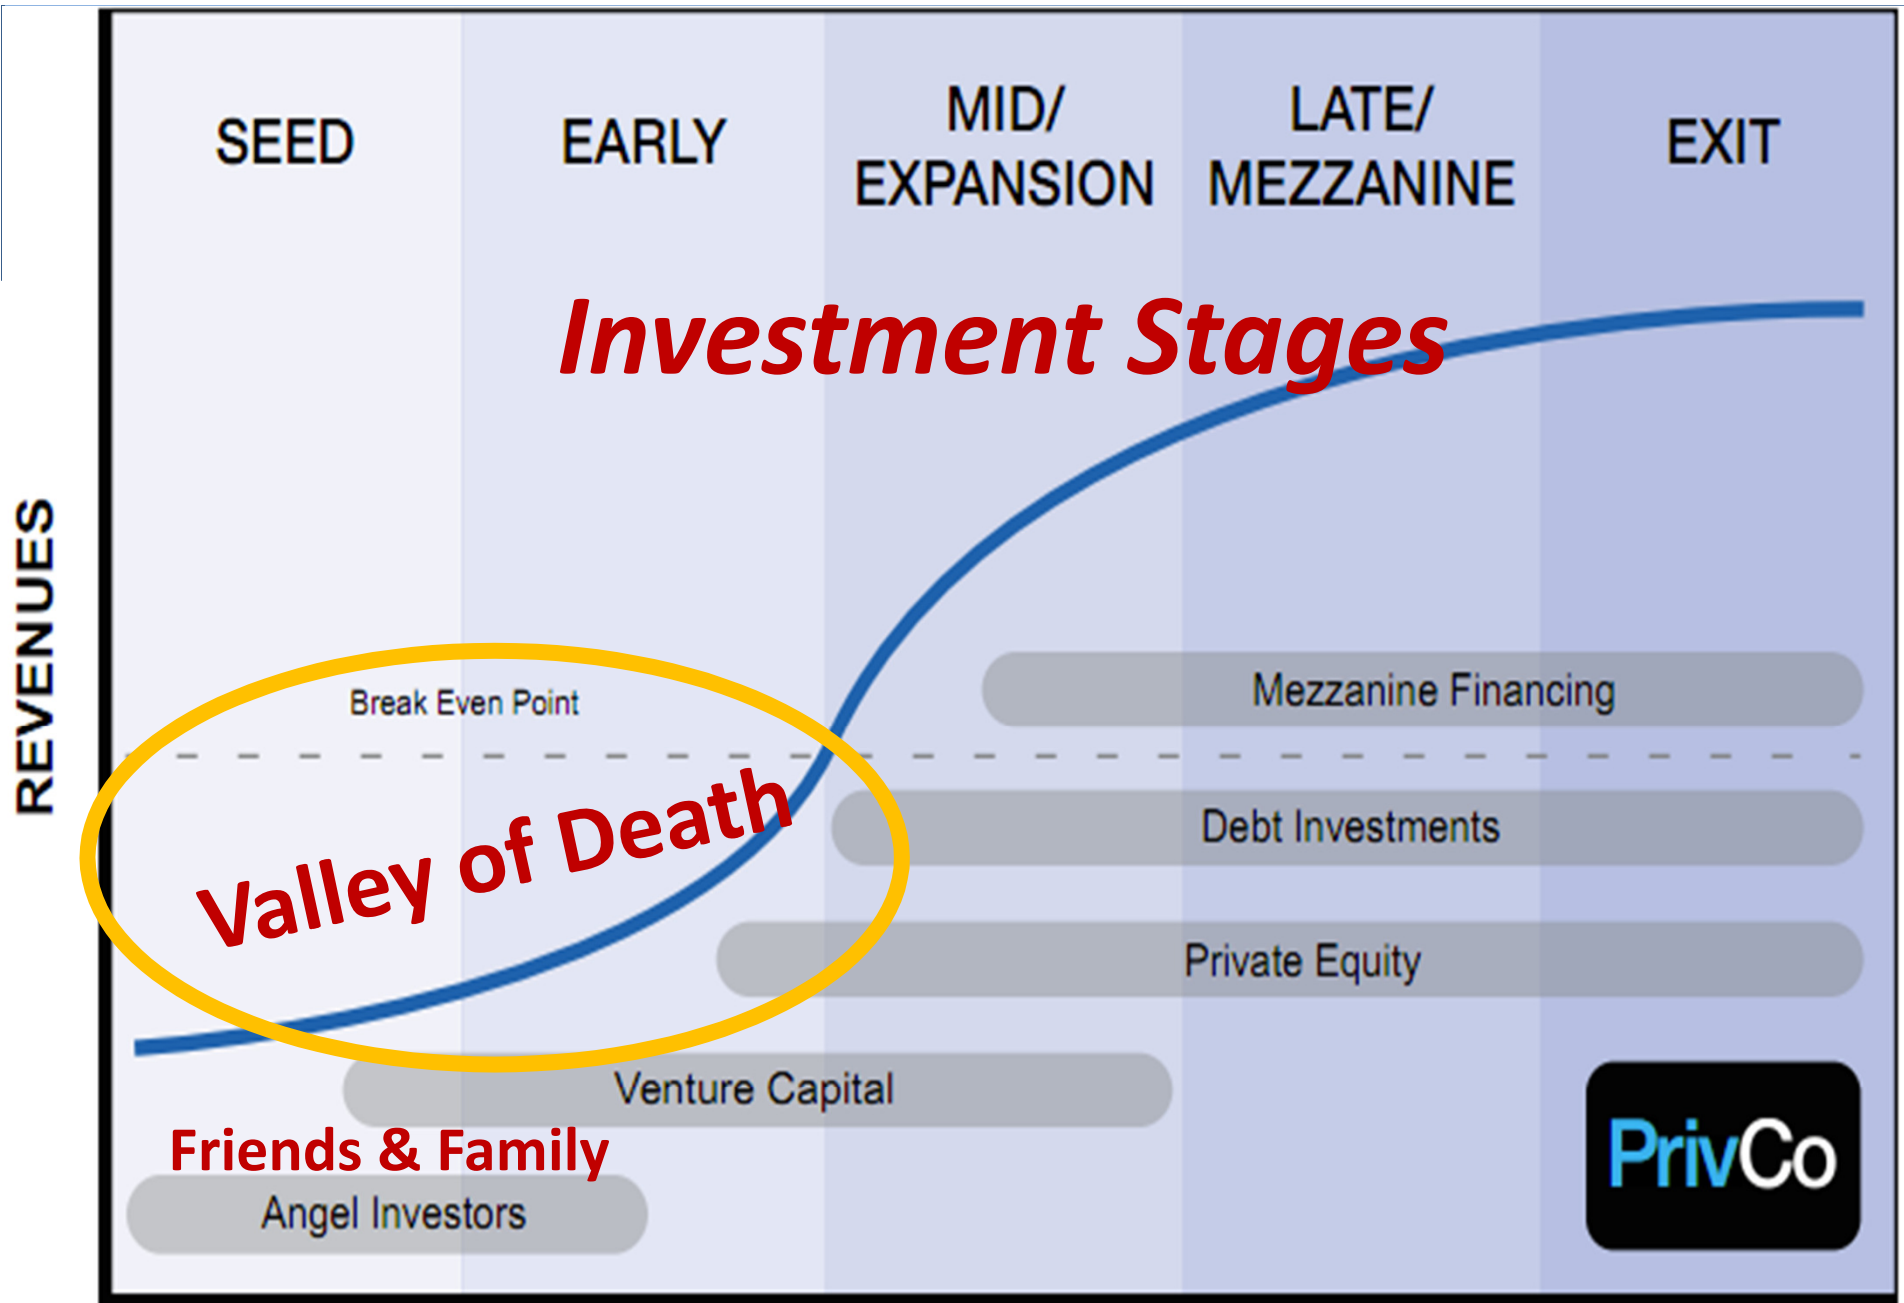 SEED
EARLY
MID/
EXPANSION
LATE/
MEZZANINE
EXIT
Investment Stages
REVENUES
Break Even Point
Mezzanine Financing
Valley of Death
Debt Investments
Private Equity
Venture Capital
Friends & Family
Angel Investors
PrivCo